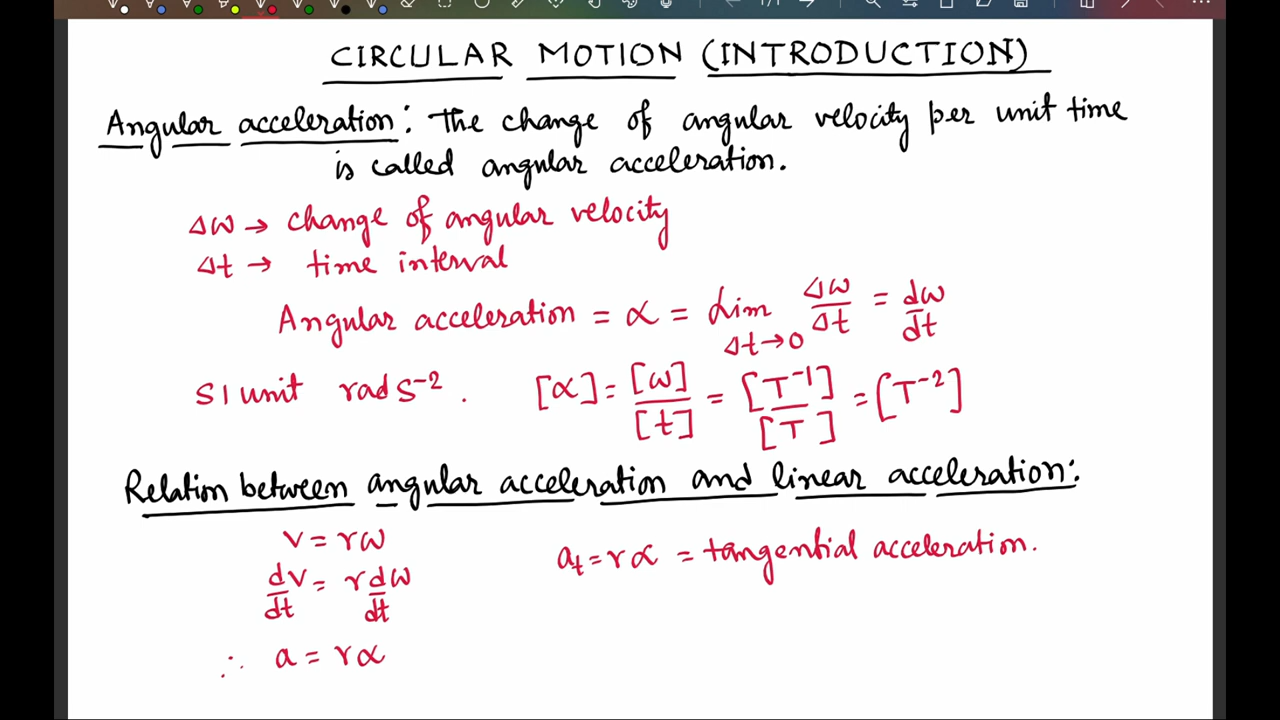 CIRCULAR MOTION (INTRODUCTION)
Angular acceleration: The change of angular velocity per unit time
is called angular acceleration.
Δω → change of angular velocity
Δt → time interval
Angular acceleration = α = Lim Δt→0 Δω/Δt = dω/dt
SI unit rad s⁻². [α] = [ω]/[t] = [T⁻¹]/[T] = [T⁻²]
Relation between angular acceleration and linear acceleration:
v = rω
dv/dt = r dω/dt
∴ a = rα
aₜ = rα = tangential acceleration.